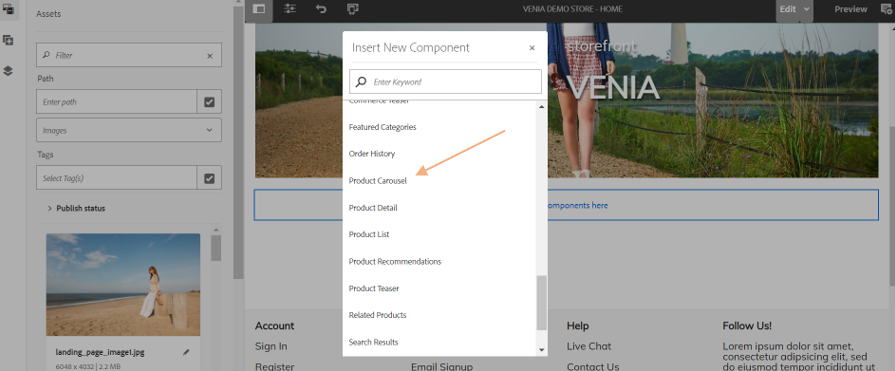 Assets
Filter
Path
Enter path
Images
Tags
Select Tag(s)
Publish status
landing_page_image1.jpg
6048 x 4032 | 2.2 MB
VENIA DEMO STORE - HOME
Edit
Preview
storefront
VENIA
Insert New Component
Enter Keyword
Commerce Teaser
Featured Categories
Order History
Product Carousel
Product Detail
Product List
Product Recommendations
Product Teaser
Related Products
Search Results
omponents here
Account
Sign In
Register
Email Signup
Help
Live Chat
Contact Us
Follow Us!
Lorem ipsum dolor sit amet,
consectetur adipisicing elit, sed
do eiusmod tempor incididunt ut